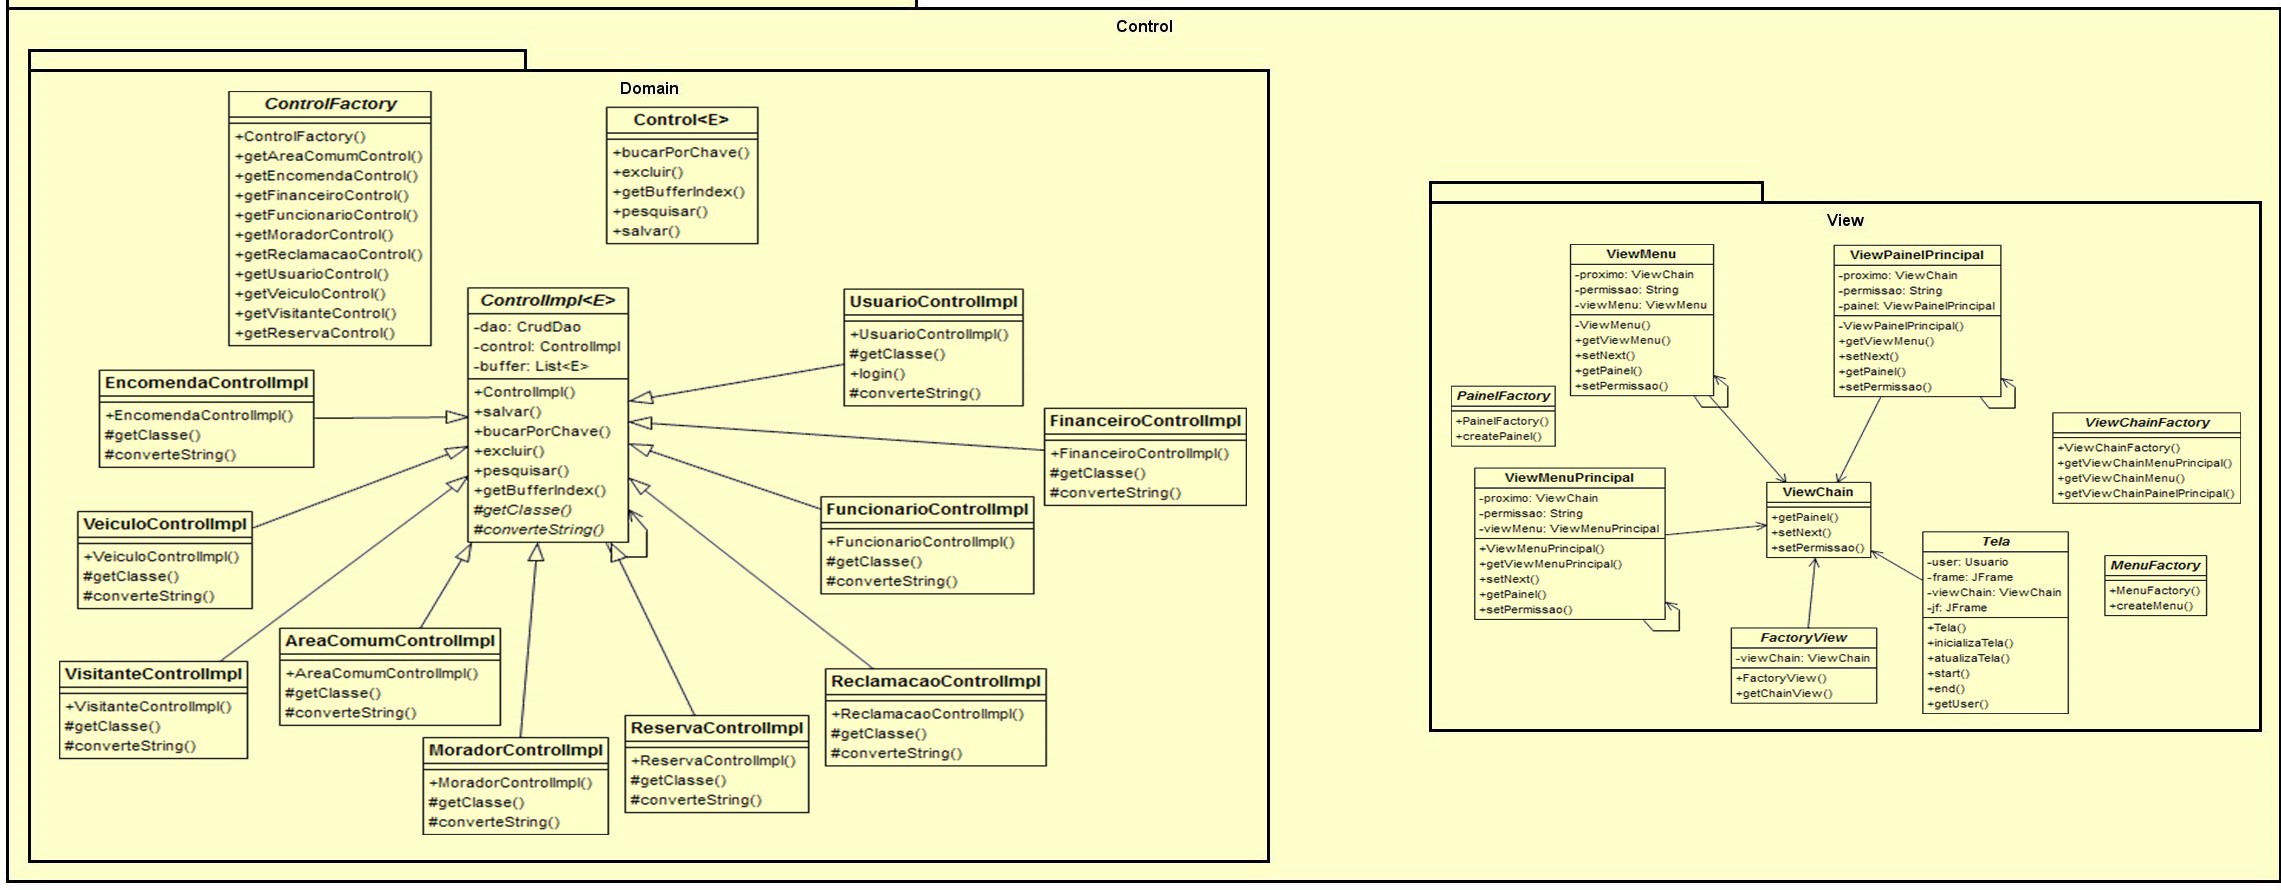 Control
Domain
ControlFactory
+ControlFactory()
+getAreaComumControl()
+getEncomendaControl()
+getFinanceiroControl()
+getFuncionarioControl()
+getMoradorControl()
+getReclamacaoControl()
+getUsuarioControl()
+getVeiculoControl()
+getVisitanteControl()
+getReservaControl()
Control<E>
+bucarPorChave()
+excluir()
+getBufferIndex()
+pesquisar()
+salvar()
ControlImpl<E>
-dao: CrudDao
-control: ControlImpl
-buffer: List<E>
+ControlImpl()
+salvar()
+bucarPorChave()
+excluir()
+pesquisar()
+getBufferIndex()
#getClasse()
#converteString()
UsuarioControlImpl
+UsuarioControlImpl()
#getClasse()
+login()
#converteString()
EncomendaControlImpl
+EncomendaControlImpl()
#getClasse()
#converteString()
FinanceiroControlImpl
+FinanceiroControlImpl()
#getClasse()
#converteString()
VeiculoControlImpl
+VeiculoControlImpl()
#getClasse()
#converteString()
FuncionarioControlImpl
+FuncionarioControlImpl()
#getClasse()
#converteString()
VisitanteControlImpl
+VisitanteControlImpl()
#getClasse()
#converteString()
AreaComumControlImpl
+AreaComumControlImpl()
#getClasse()
#converteString()
MoradorControlImpl
+MoradorControlImpl()
#getClasse()
#converteString()
ReservaControlImpl
+ReservaControlImpl()
#getClasse()
#converteString()
ReclamacaoControlImpl
+ReclamacaoControlImpl()
#getClasse()
#converteString()
View
ViewMenu
-proximo: ViewChain
-permissao: String
-viewMenu: ViewMenu
-ViewMenu()
+getViewMenu()
+setNext()
+getPainel()
+setPermissao()
ViewPainelPrincipal
-proximo: ViewChain
-permissao: String
-painel: ViewPainelPrincipal
-ViewPainelPrincipal()
+getViewMenu()
+setNext()
+getPainel()
+setPermissao()
PainelFactory
+PainelFactory()
+createPainel()
ViewChainFactory
+ViewChainFactory()
+getViewChainMenuPrincipal()
+getViewChainMenu()
+getViewChainPainelPrincipal()
ViewMenuPrincipal
-proximo: ViewChain
-permissao: String
-viewMenu: ViewMenuPrincipal
+ViewMenuPrincipal()
+getViewMenuPrincipal()
+setNext()
+getPainel()
+setPermissao()
ViewChain
+getPainel()
+setNext()
+setPermissao()
Tela
-user: Usuario
-frame: JFrame
-viewChain: ViewChain
-jf: JFrame
+Tela()
+inicializaTela()
+atualizaTela()
+start()
+end()
+getUser()
MenuFactory
+MenuFactory()
+createMenu()
FactoryView
-viewChain: ViewChain
+FactoryView()
+getChainView()